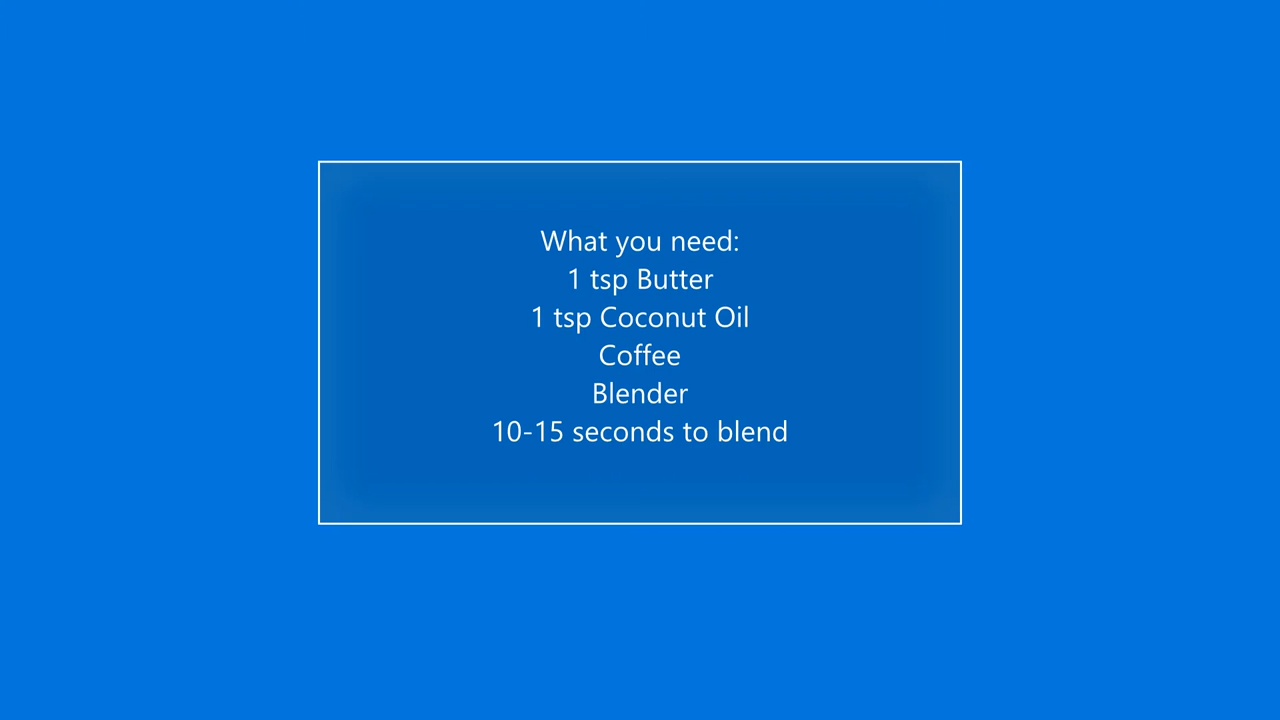 What you need:
1 tsp Butter
1 tsp Coconut Oil
Coffee
Blender
10-15 seconds to blend